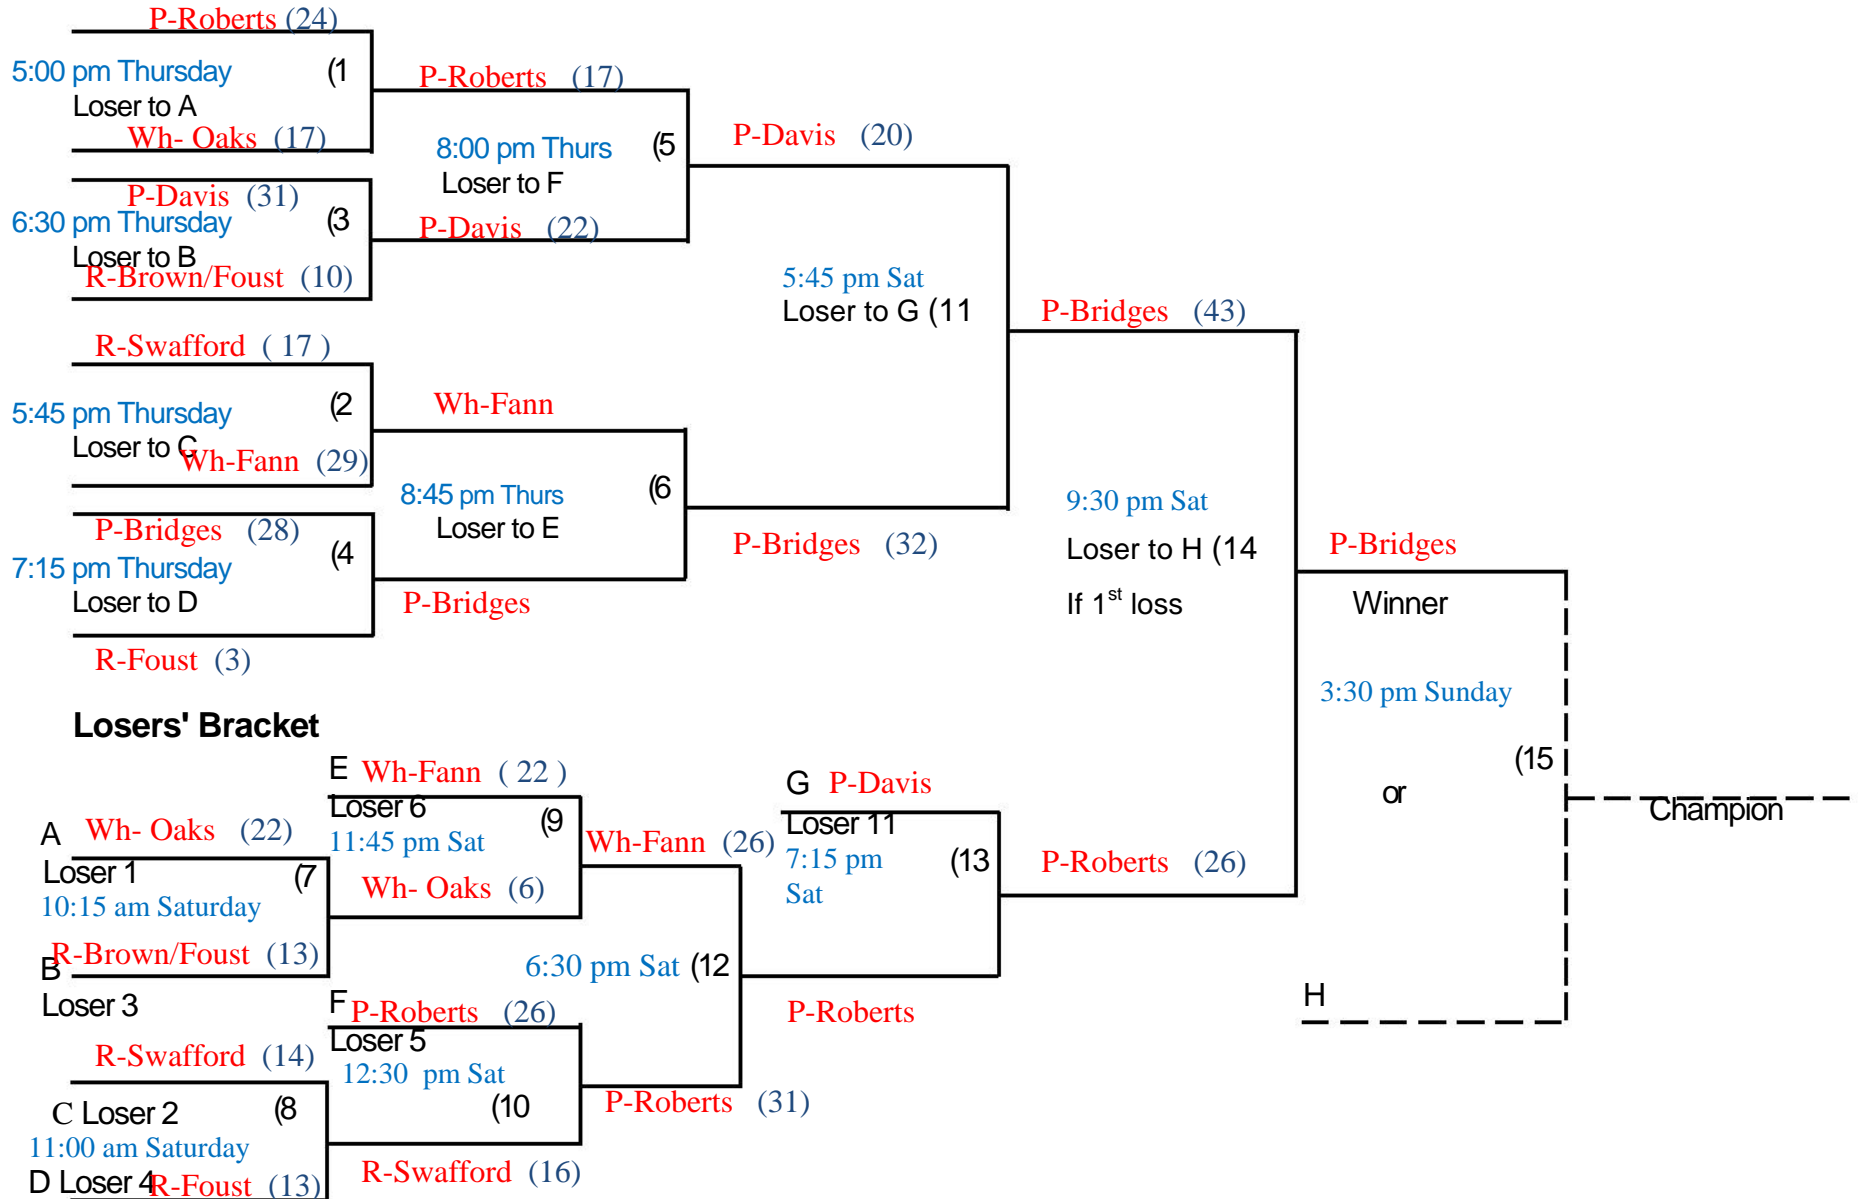 P-Roberts (24)
5:00 pm Thursday (1
Loser to A
Wh- Oaks (17)
P-Roberts (17)
8:00 pm Thurs (5
Loser to F
P-Davis (31)
6:30 pm Thursday (3
Loser to B
R-Brown/Foust (10)
P-Davis (22)
P-Davis (20)
5:45 pm Sat
Loser to G (11
R-Swafford ( 17 )
5:45 pm Thursday (2
Loser to C
Wh-Fann (29)
Wh-Fann
8:45 pm Thurs (6
Loser to E
P-Bridges (28)
7:15 pm Thursday (4
Loser to D
R-Foust (3)
P-Bridges
P-Bridges (32)
P-Bridges (43)
9:30 pm Sat
Loser to H (14
If 1st loss
P-Bridges
Winner
3:30 pm Sunday
(15
or
Champion
H
Losers' Bracket
A Wh- Oaks (22)
Loser 1 (7
10:15 am Saturday
R-Brown/Foust (13)
B
Loser 3
R-Swafford (14)
C Loser 2 (8
11:00 am Saturday
D Loser 4 R-Foust (13)
E Wh-Fann ( 22 )
Loser 6 (9
11:45 pm Sat
Wh- Oaks (6)
Wh-Fann (26)
6:30 pm Sat (12
F P-Roberts (26)
Loser 5
12:30 pm Sat
(10
R-Swafford (16)
P-Roberts (31)
G P-Davis
Loser 11
7:15 pm (13
Sat
P-Roberts
P-Roberts (26)